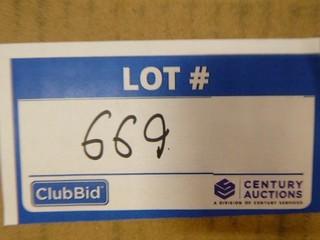 LOT #
669.
ClubBid
CENTURY
AUCTIONS
A DIVISION OF CENTURY SERVICES